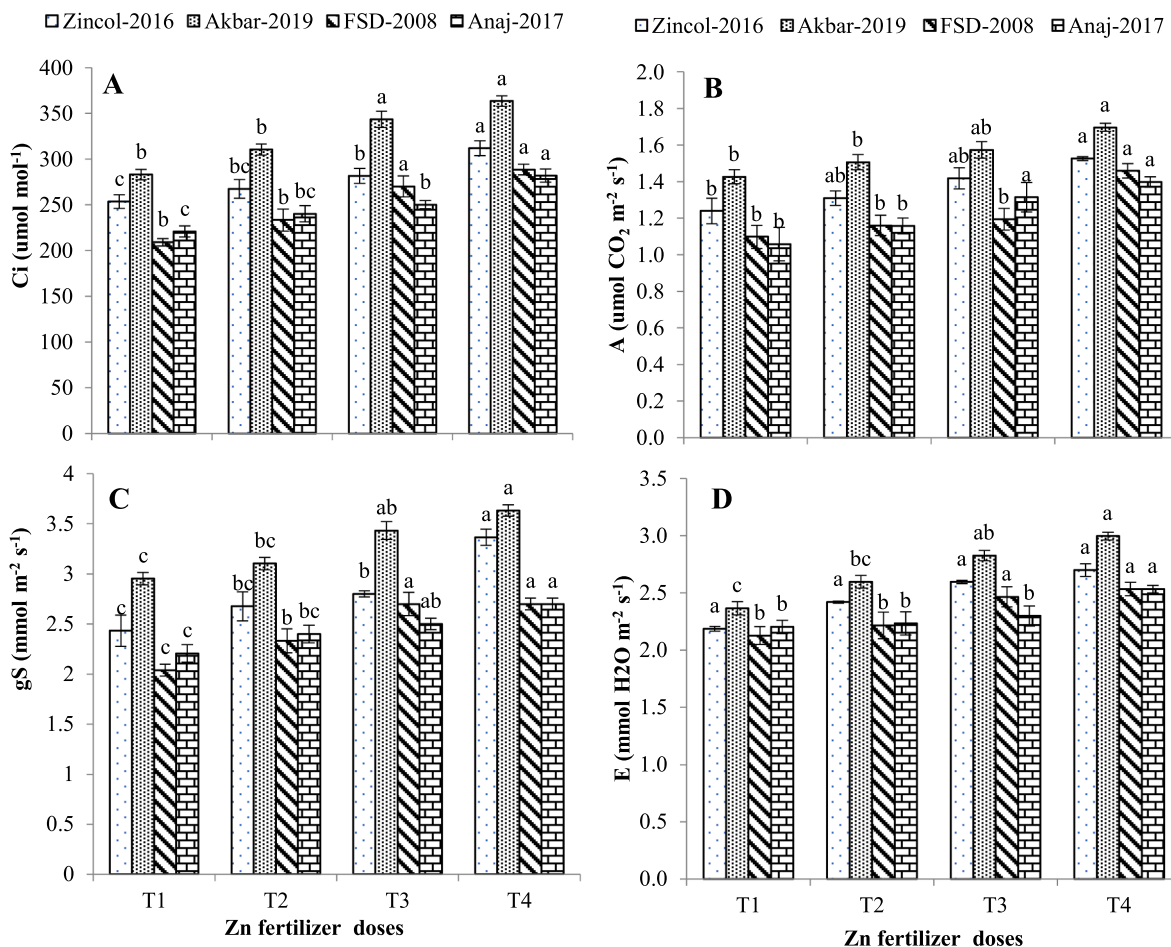 Zincol-2016 Akbar-2019 FSD-2008 Anaj-2017
Zincol-2016 Akbar-2019 FSD-2008 Anaj-2017
A
Ci (umol mol⁻¹)
400
350
300
250
200
150
100
50
0
c b b c
bc b b bc
b a a b
a a a a
B
A (umol CO₂ m⁻² s⁻¹)
2.0
1.8
1.6
1.4
1.2
1.0
0.8
0.6
0.4
0.2
0.0
b b b b
ab b b b
ab ab b a
a a a a
C
gS (mmol m⁻² s⁻¹)
4
3.5
3
2.5
2
1.5
1
0.5
0
c c c c
bc bc b bc
b ab a ab
a a a a
T1 T2 T3 T4
Zn fertilizer doses
D
E (mmol H2O m⁻² s⁻¹)
3.5
3.0
2.5
2.0
1.5
1.0
0.5
0.0
a c b b
a bc b b
a ab a b
a a a a
T1 T2 T3 T4
Zn fertilizer doses